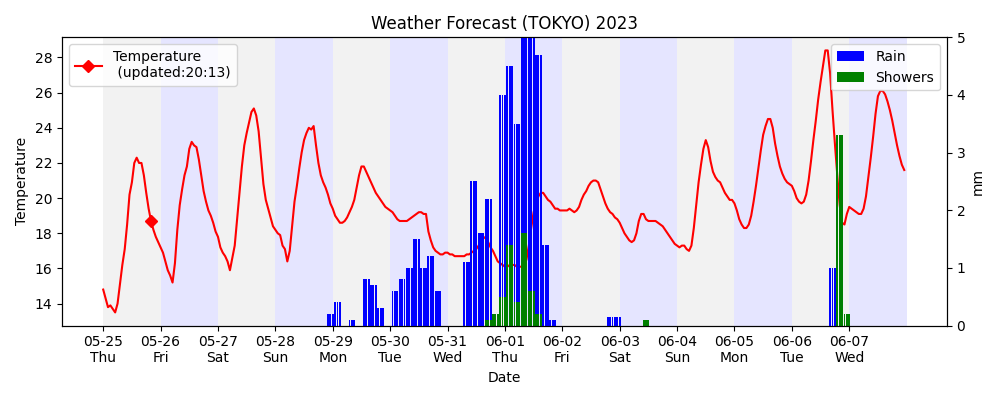 Weather Forecast (TOKYO) 2023
Temperature
(updated:20:13)
Rain
Showers
Temperature
28
26
24
22
20
18
16
14
5
4
3
2
1
0
mm
05-25 05-26 05-27 05-28 05-29 05-30 05-31 06-01 06-02 06-03 06-04 06-05 06-06 06-07
Thu Fri Sat Sun Mon Tue Wed Thu Fri Sat Sun Mon Tue Wed
Date